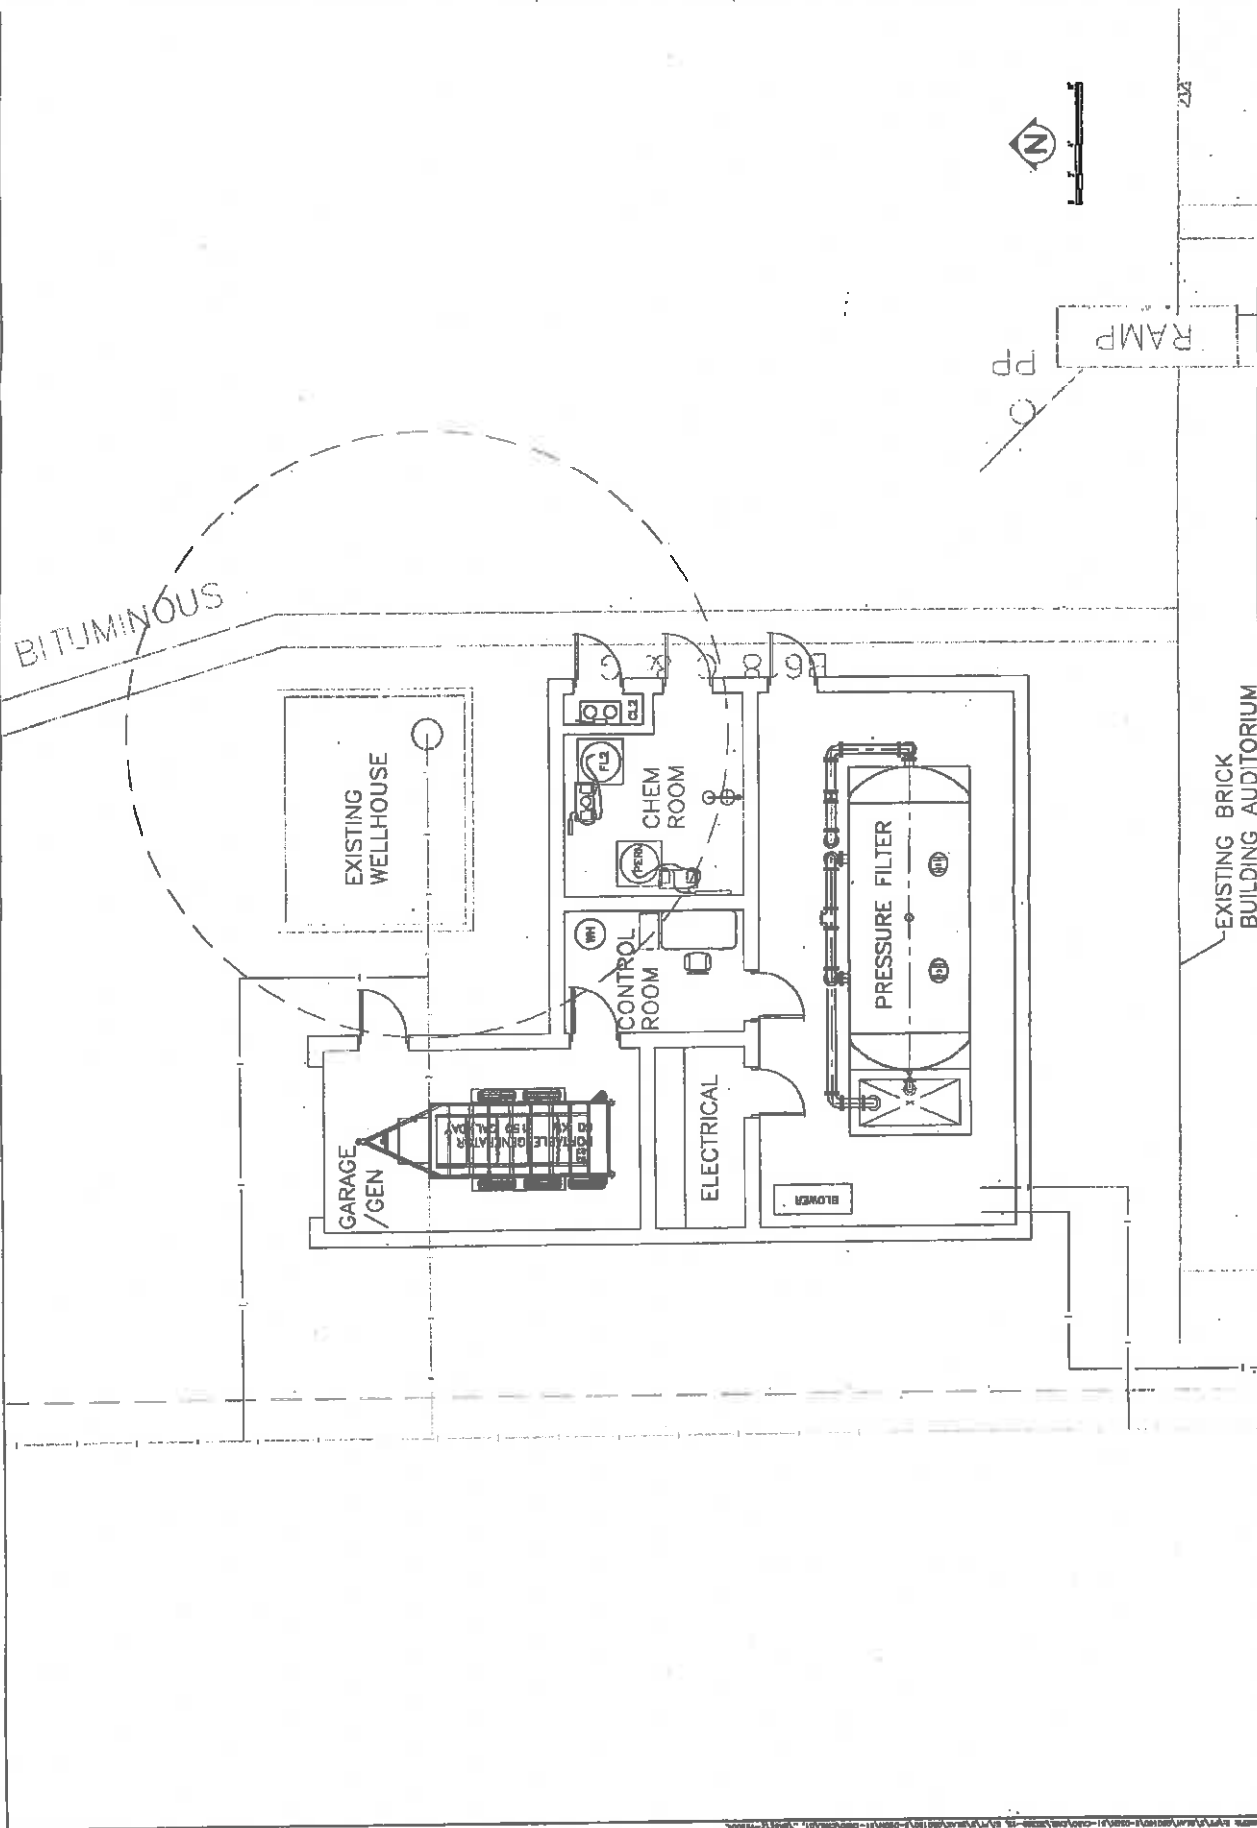 BITUMINOUS
EXISTING
WELLHOUSE
GARAGE
/GEN
PORTABLE GENERATOR
CONTROL
ROOM
WH
CHEM
ROOM
FL2
CL2
PERM
B618 C & G
ELECTRICAL
BLOWER
PRESSURE FILTER
EXISTING BRICK
BUILDING AUDITORIUM
PP
RAMP
N